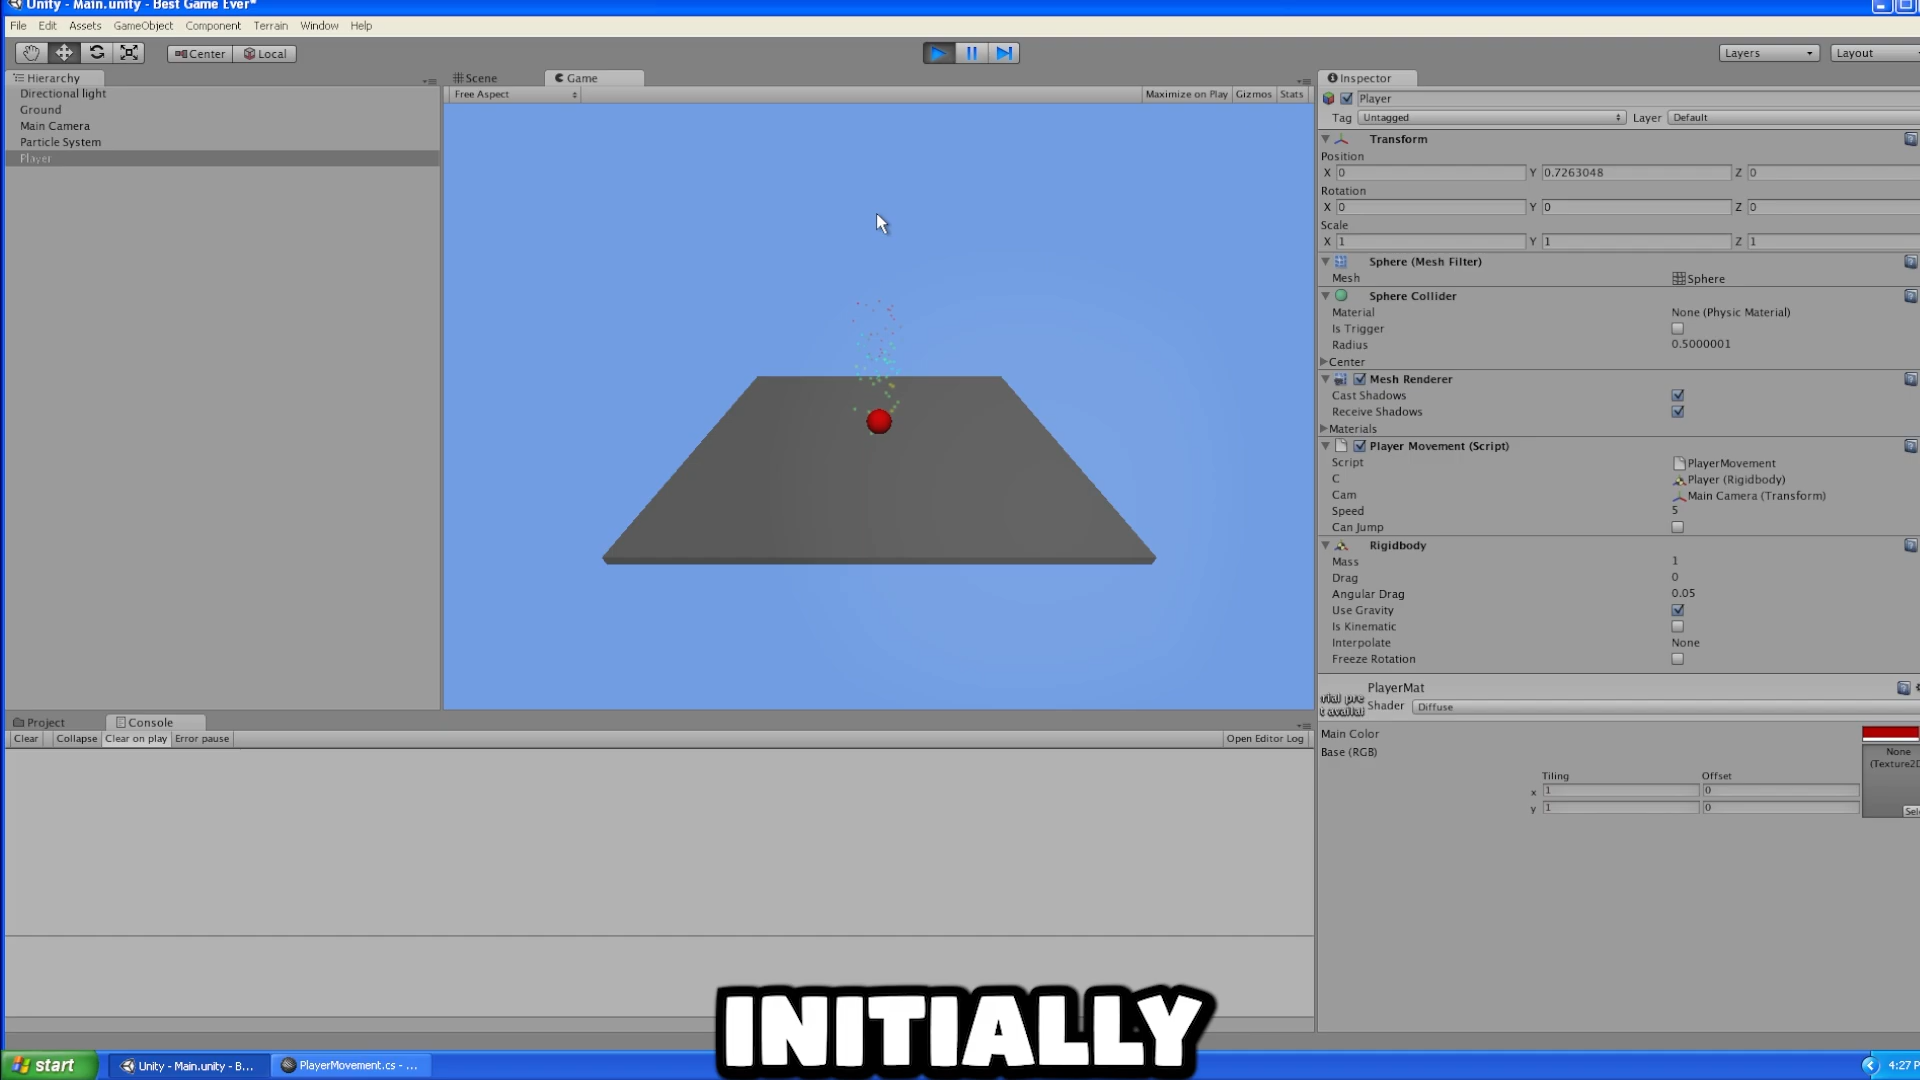 Unity - Main.unity - Best Game Ever*
File Edit Assets GameObject Component Terrain Window Help
Center Local Layers Layout
Hierarchy
Directional light
Ground
Main Camera
Particle System
Player
Scene Game
Free Aspect Maximize on Play Gizmos Stats
Inspector
Player
Tag Untagged Layer Default
Transform
Position
X 0 Y 0.7263048 Z 0
Rotation
X 0 Y 0 Z 0
Scale
X 1 Y 1 Z 1
Sphere (Mesh Filter)
Mesh Sphere
Sphere Collider
Material None (Physic Material)
Is Trigger
Radius 0.5000001
Center
Mesh Renderer
Cast Shadows
Receive Shadows
Materials
Player Movement (Script)
Script PlayerMovement
C Player (Rigidbody)
Cam Main Camera (Transform)
Speed 5
Can Jump
Rigidbody
Mass 1
Drag 0
Angular Drag 0.05
Use Gravity
Is Kinematic
Interpolate None
Freeze Rotation
PlayerMat
Shader Diffuse
Main Color
Base (RGB)
None
(Texture2D
Tiling Offset
x 1 0
y 1 0
Sel
Project Console
Clear Collapse Clear on play Error pause Open Editor Log
INITIALLY
start Unity - Main.unity - B... PlayerMovement.cs - ... 4:27 P